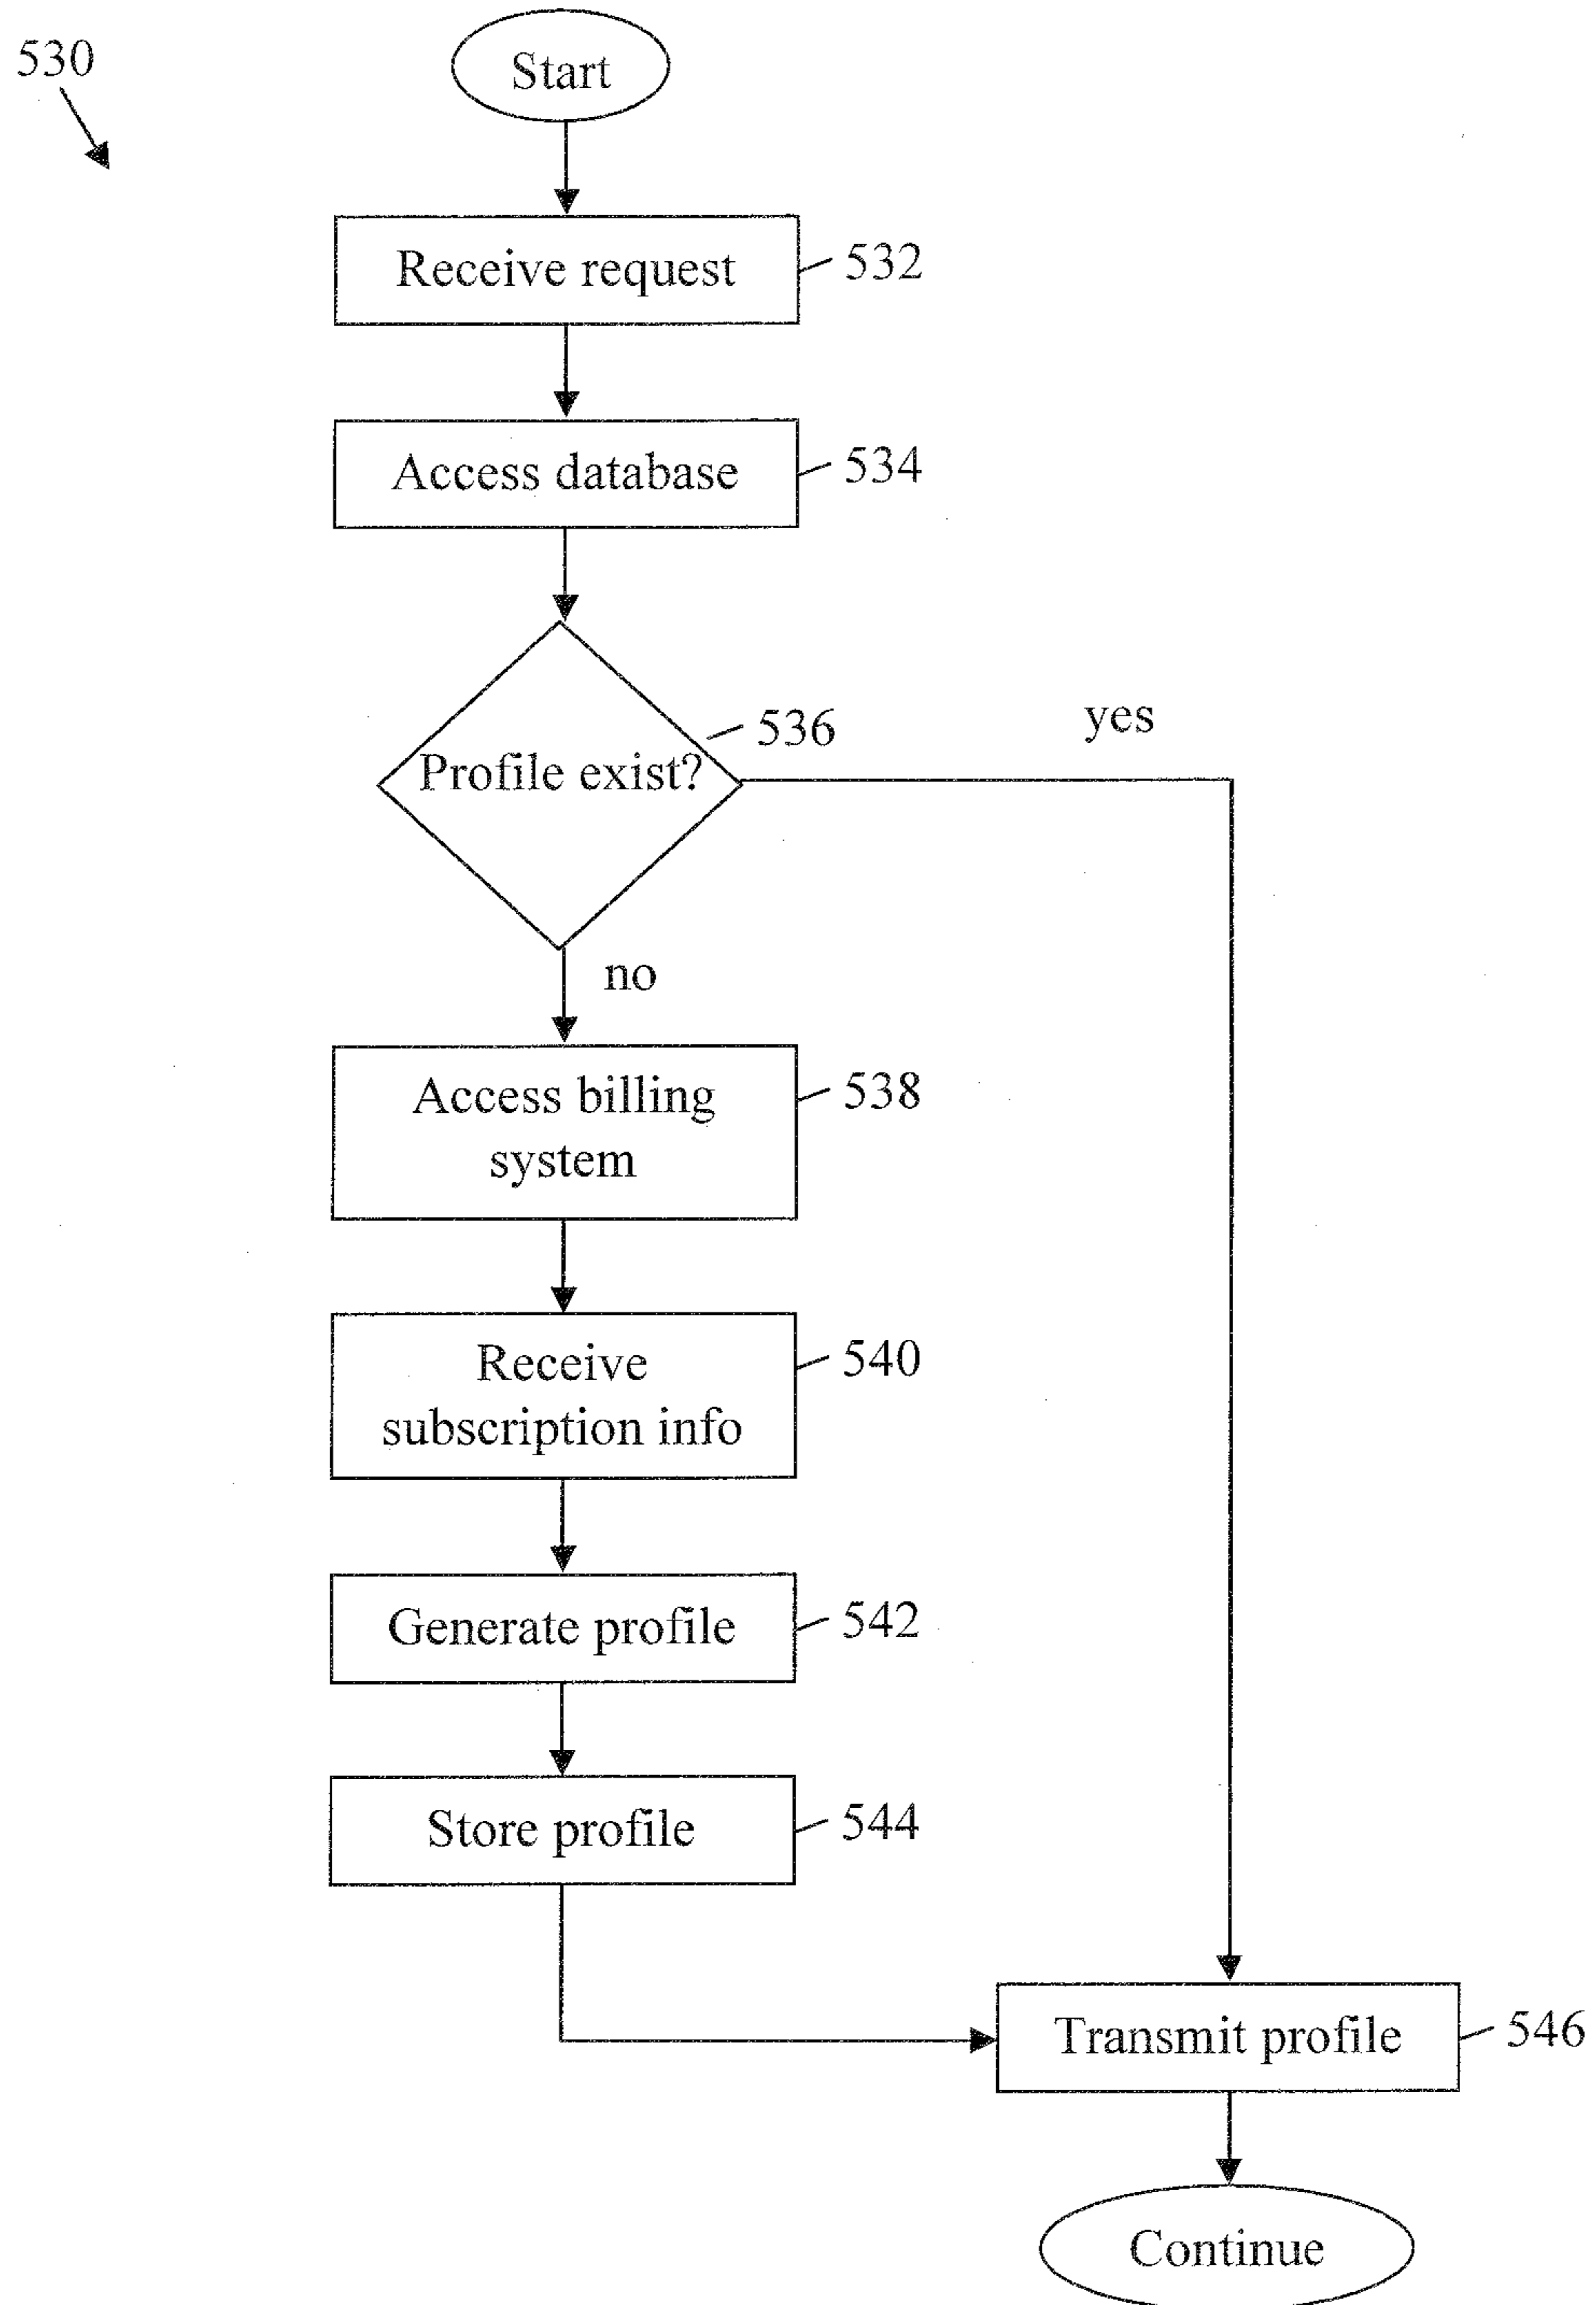 530
Start
Receive request
532
Access database
534
536
yes
Profile exist?
no
Access billing
system
538
Receive
subscription info
540
Generate profile
542
Store profile
544
Transmit profile
546
Continue